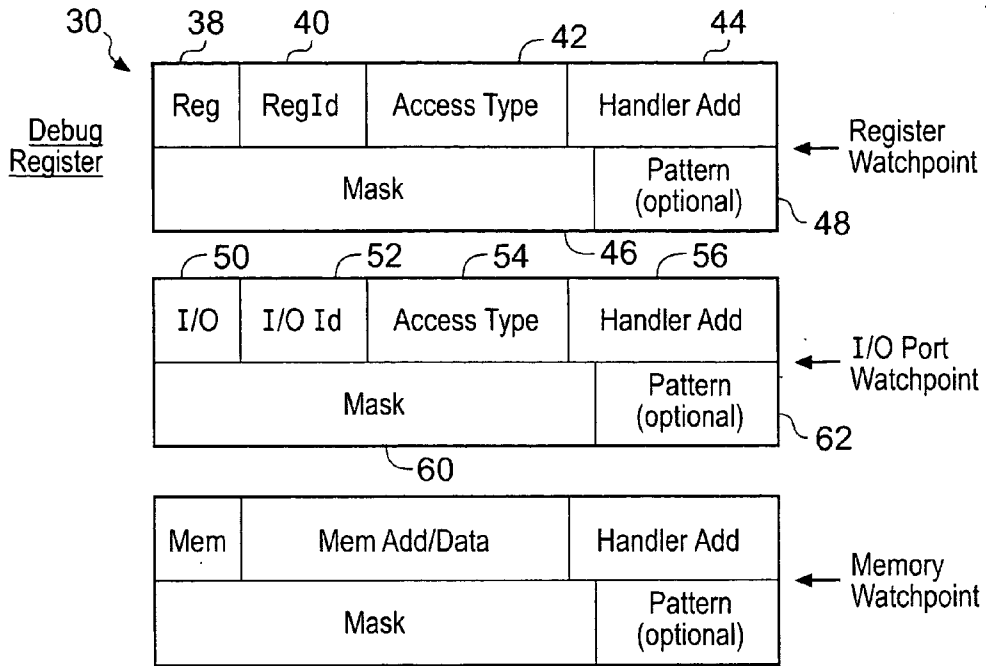 30 38 40 42 44
Reg RegId Access Type Handler Add
Debug
Register
Register
Watchpoint
Mask Pattern
(optional)
48
46
50 52 54 56
I/O I/O Id Access Type Handler Add
I/O Port
Watchpoint
Mask Pattern
(optional)
62
60
Mem Mem Add/Data Handler Add
Memory
Watchpoint
Mask Pattern
(optional)